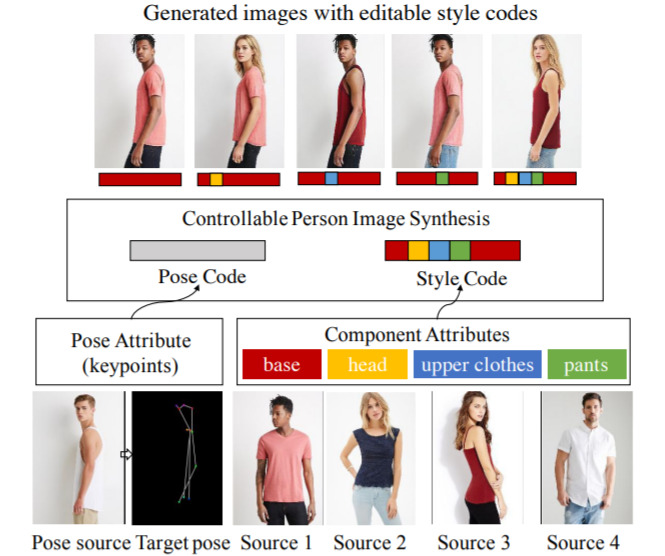 Generated images with editable style codes
Controllable Person Image Synthesis
Pose Code
Style Code
Pose Attribute
(keypoints)
Component Attributes
base
head
upper clothes
pants
Pose source
Target pose
Source 1
Source 2
Source 3
Source 4